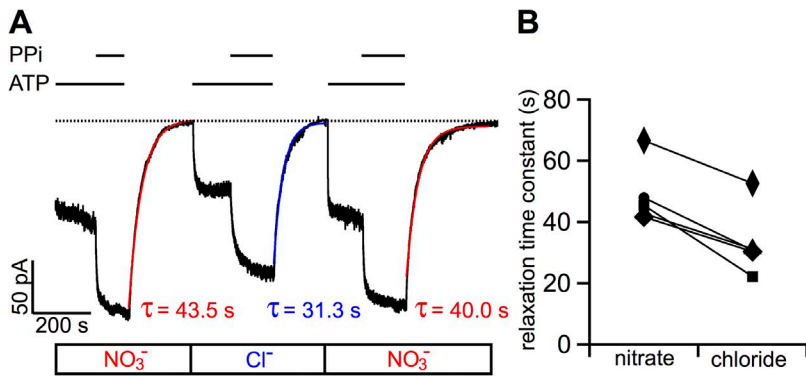 A
PPi
ATP
50 pA
200 s
τ = 43.5 s
τ = 31.3 s
τ = 40.0 s
NO₃⁻
Cl⁻
NO₃⁻
B
relaxation time constant (s)
80
60
40
20
0
nitrate
chloride